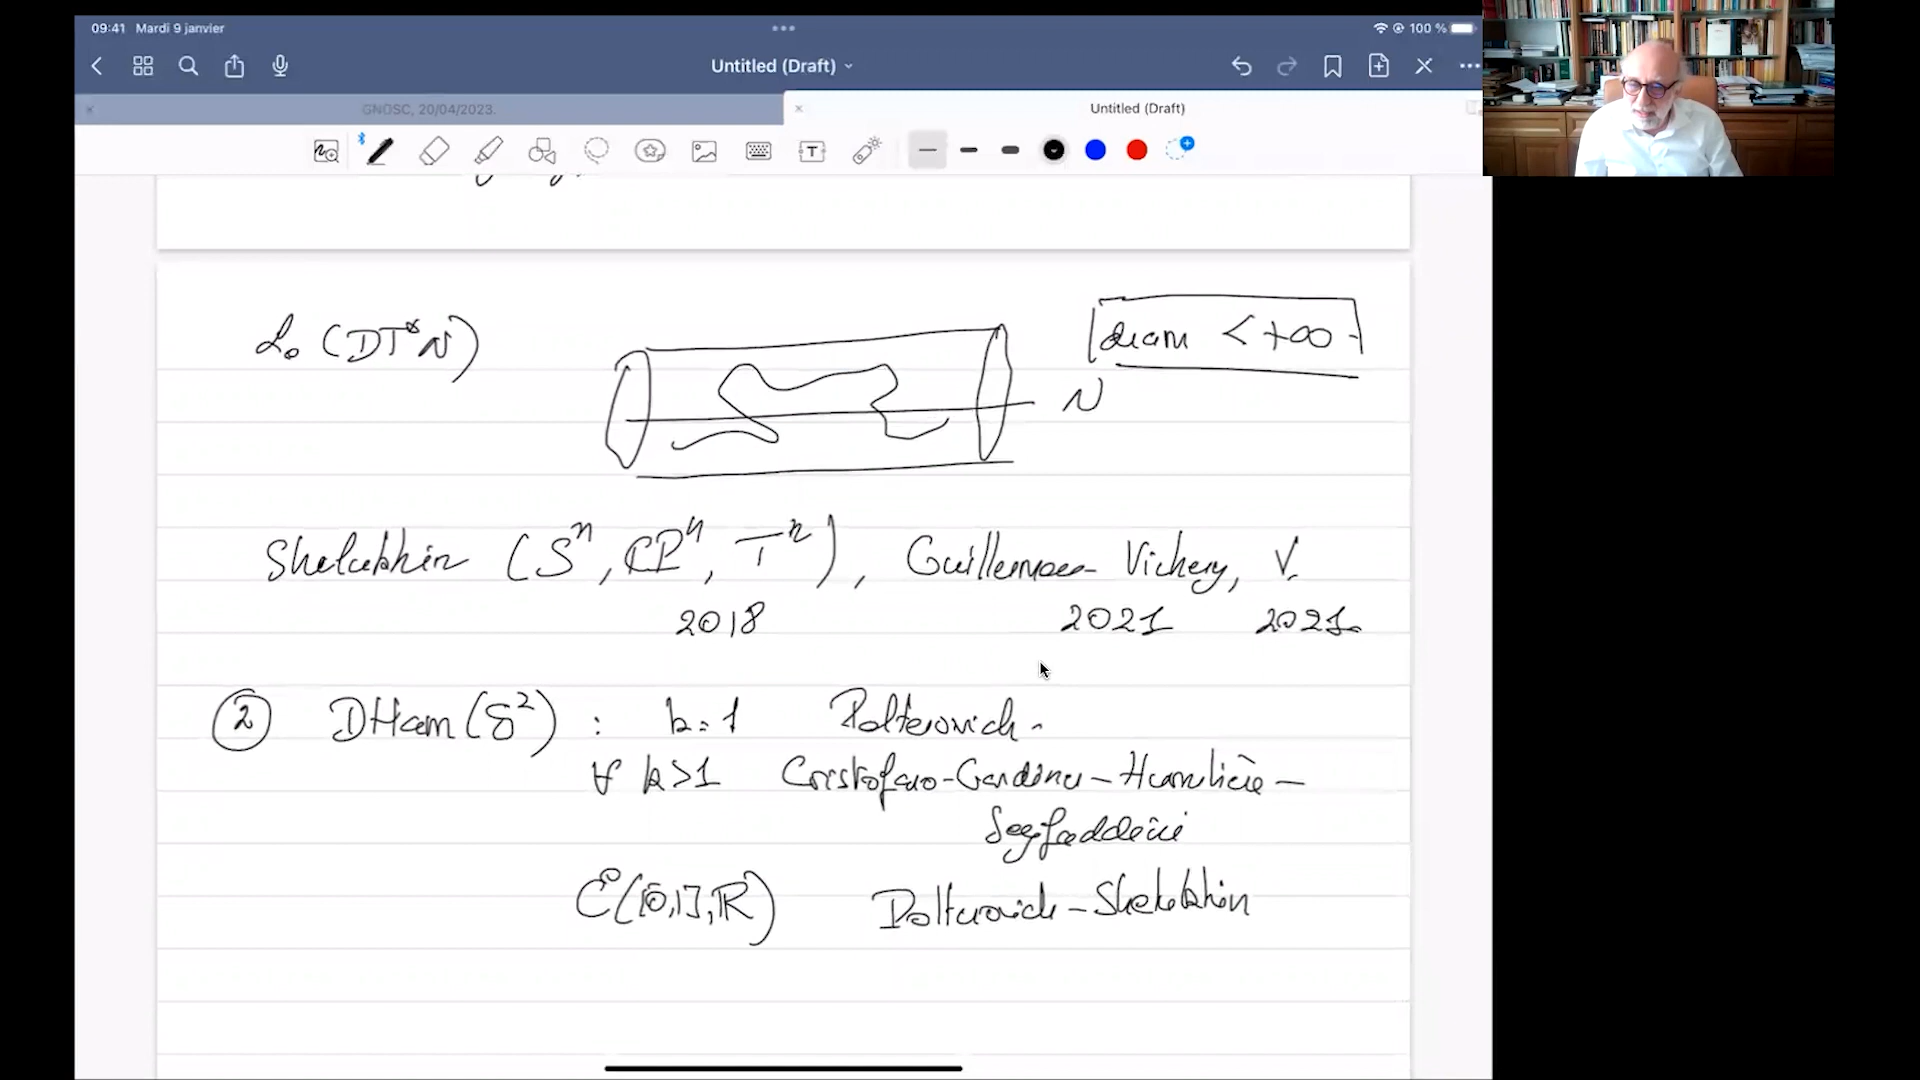 09:41 Mardi 9 janvier
100 %
Untitled (Draft)
GNOSC, 20/04/2023.
Untitled (Draft)
T
𝓛₀ (DT*N)
diam < +∞
N
Shelukhin (Sⁿ, ℂPⁿ, Tⁿ), Guillermou-Vichery, V.
2018 2021 2021.
② DHam(S²) : k=1 Polterovich.
∀ k>1 Cristofaro-Gardiner-Humilière-
Seyfaddini
C⁰([0,1],ℝ) Polterovich-Shelukhin